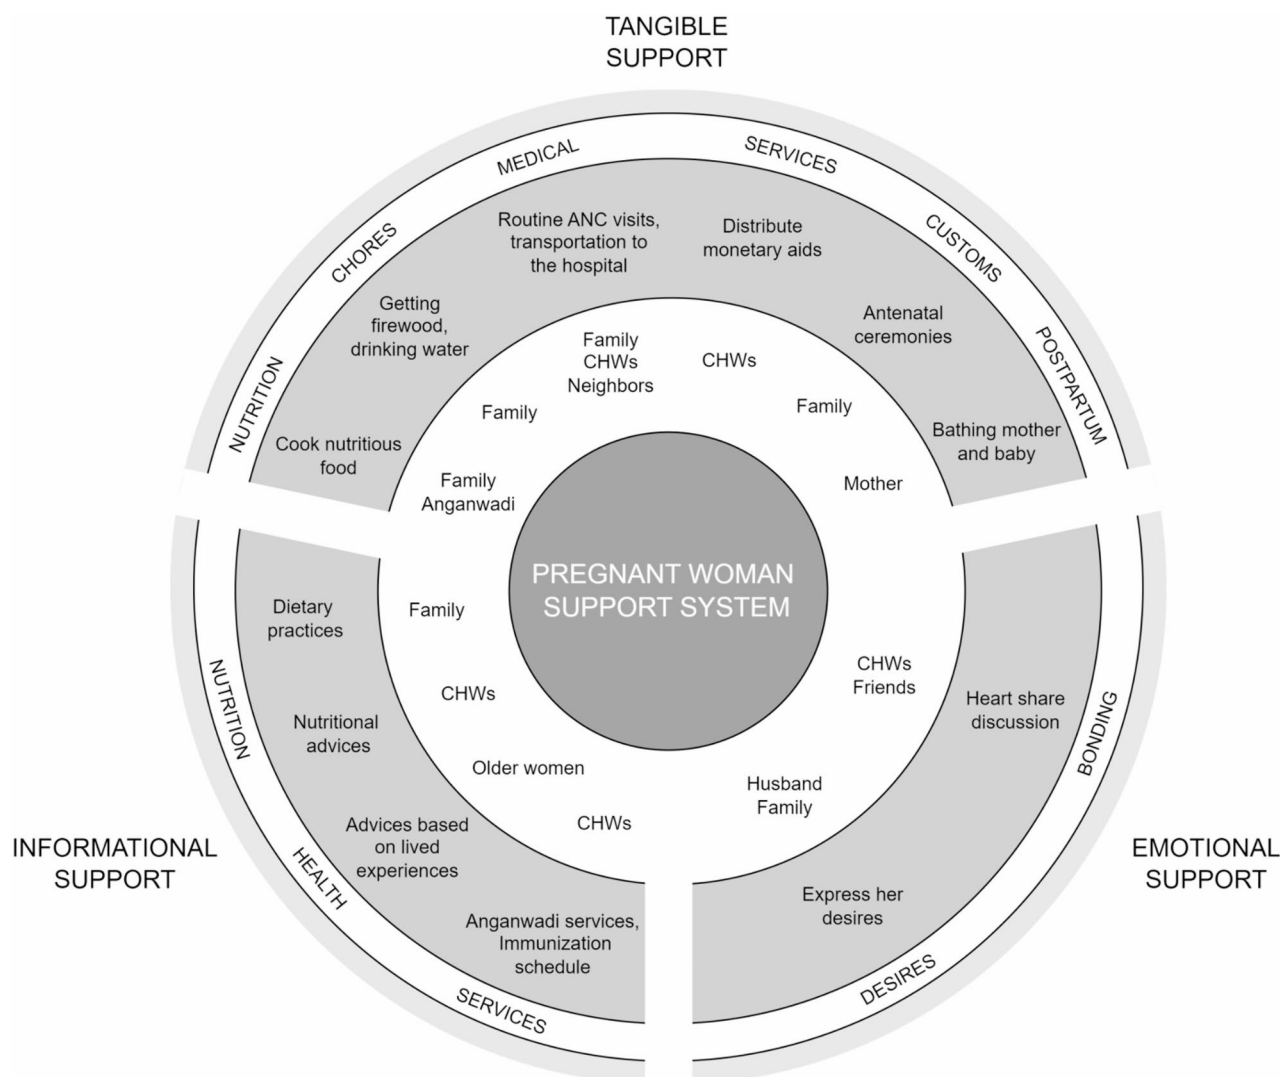 TANGIBLE
SUPPORT
NUTRITION
CHORES
MEDICAL
SERVICES
CUSTOMS
POSTPARTUM
Cook nutritious
food
Getting
firewood,
drinking water
Routine ANC visits,
transportation to
the hospital
Distribute
monetary aids
Antenatal
ceremonies
Bathing mother
and baby
Family
Anganwadi
Family
Family
CHWs
Neighbors
CHWs
Family
Mother
PREGNANT WOMAN
SUPPORT SYSTEM
INFORMATIONAL
SUPPORT
NUTRITION
HEALTH
SERVICES
Dietary
practices
Nutritional
advices
Advices based
on lived
experiences
Anganwadi services,
Immunization
schedule
Family
CHWs
Older women
CHWs
EMOTIONAL
SUPPORT
BONDING
DESIRES
Heart share
discussion
Express her
desires
CHWs
Friends
Husband
Family